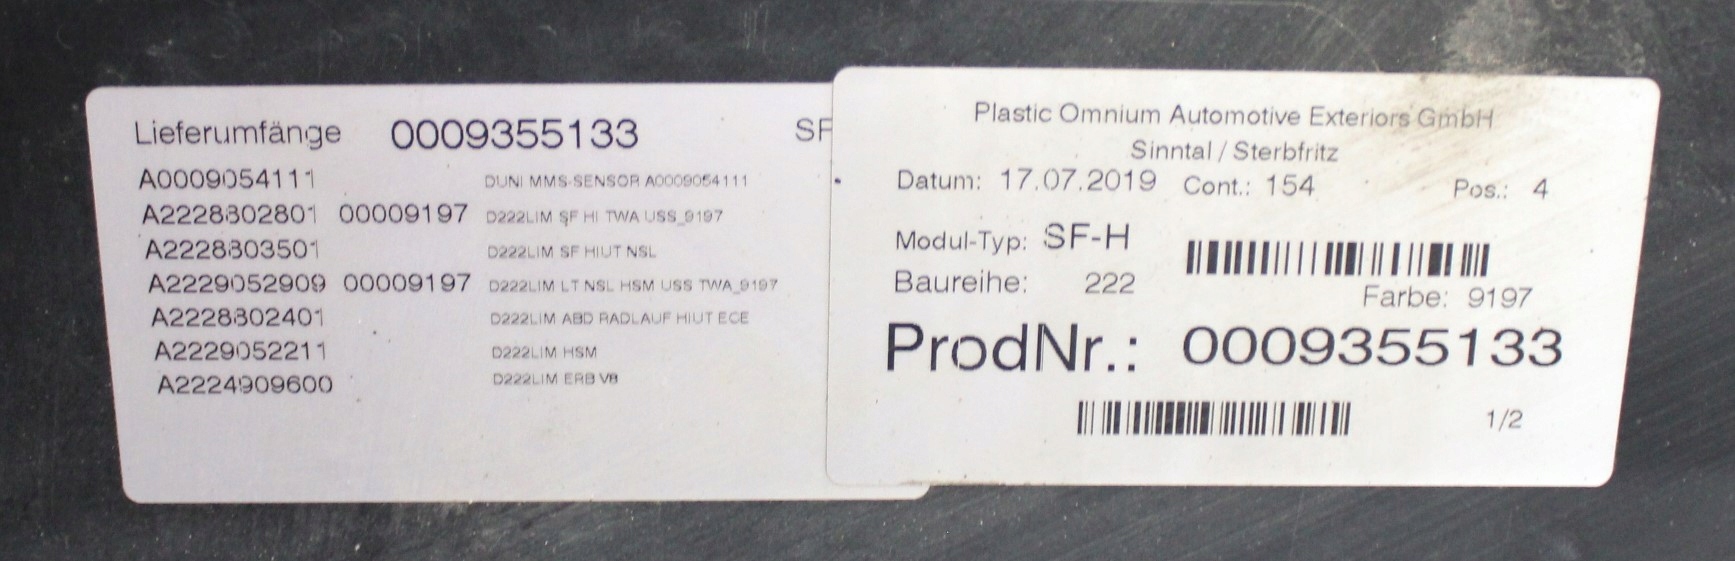 Lieferumfänge 0009355133 SF
A0009054111 DUNI MMS-SENSOR A0009054111
A2228802801 00009197 D222LIM SF HI TWA USS_9197
A2228803501 D222LIM SF HIUT NSL
A2229052909 00009197 D222LIM LT NSL HSM USS TWA_9197
A2228802401 D222LIM ABD RADLAUF HIUT ECE
A2229052211 D222LIM HSM
A2224909600 D222LIM ERB V8
Plastic Omnium Automotive Exteriors GmbH
Sinntal / Sterbfritz
Datum: 17.07.2019 Cont.: 154 Pos.: 4
Modul-Typ: SF-H
Baureihe: 222 Farbe: 9197
ProdNr.: 0009355133
1/2